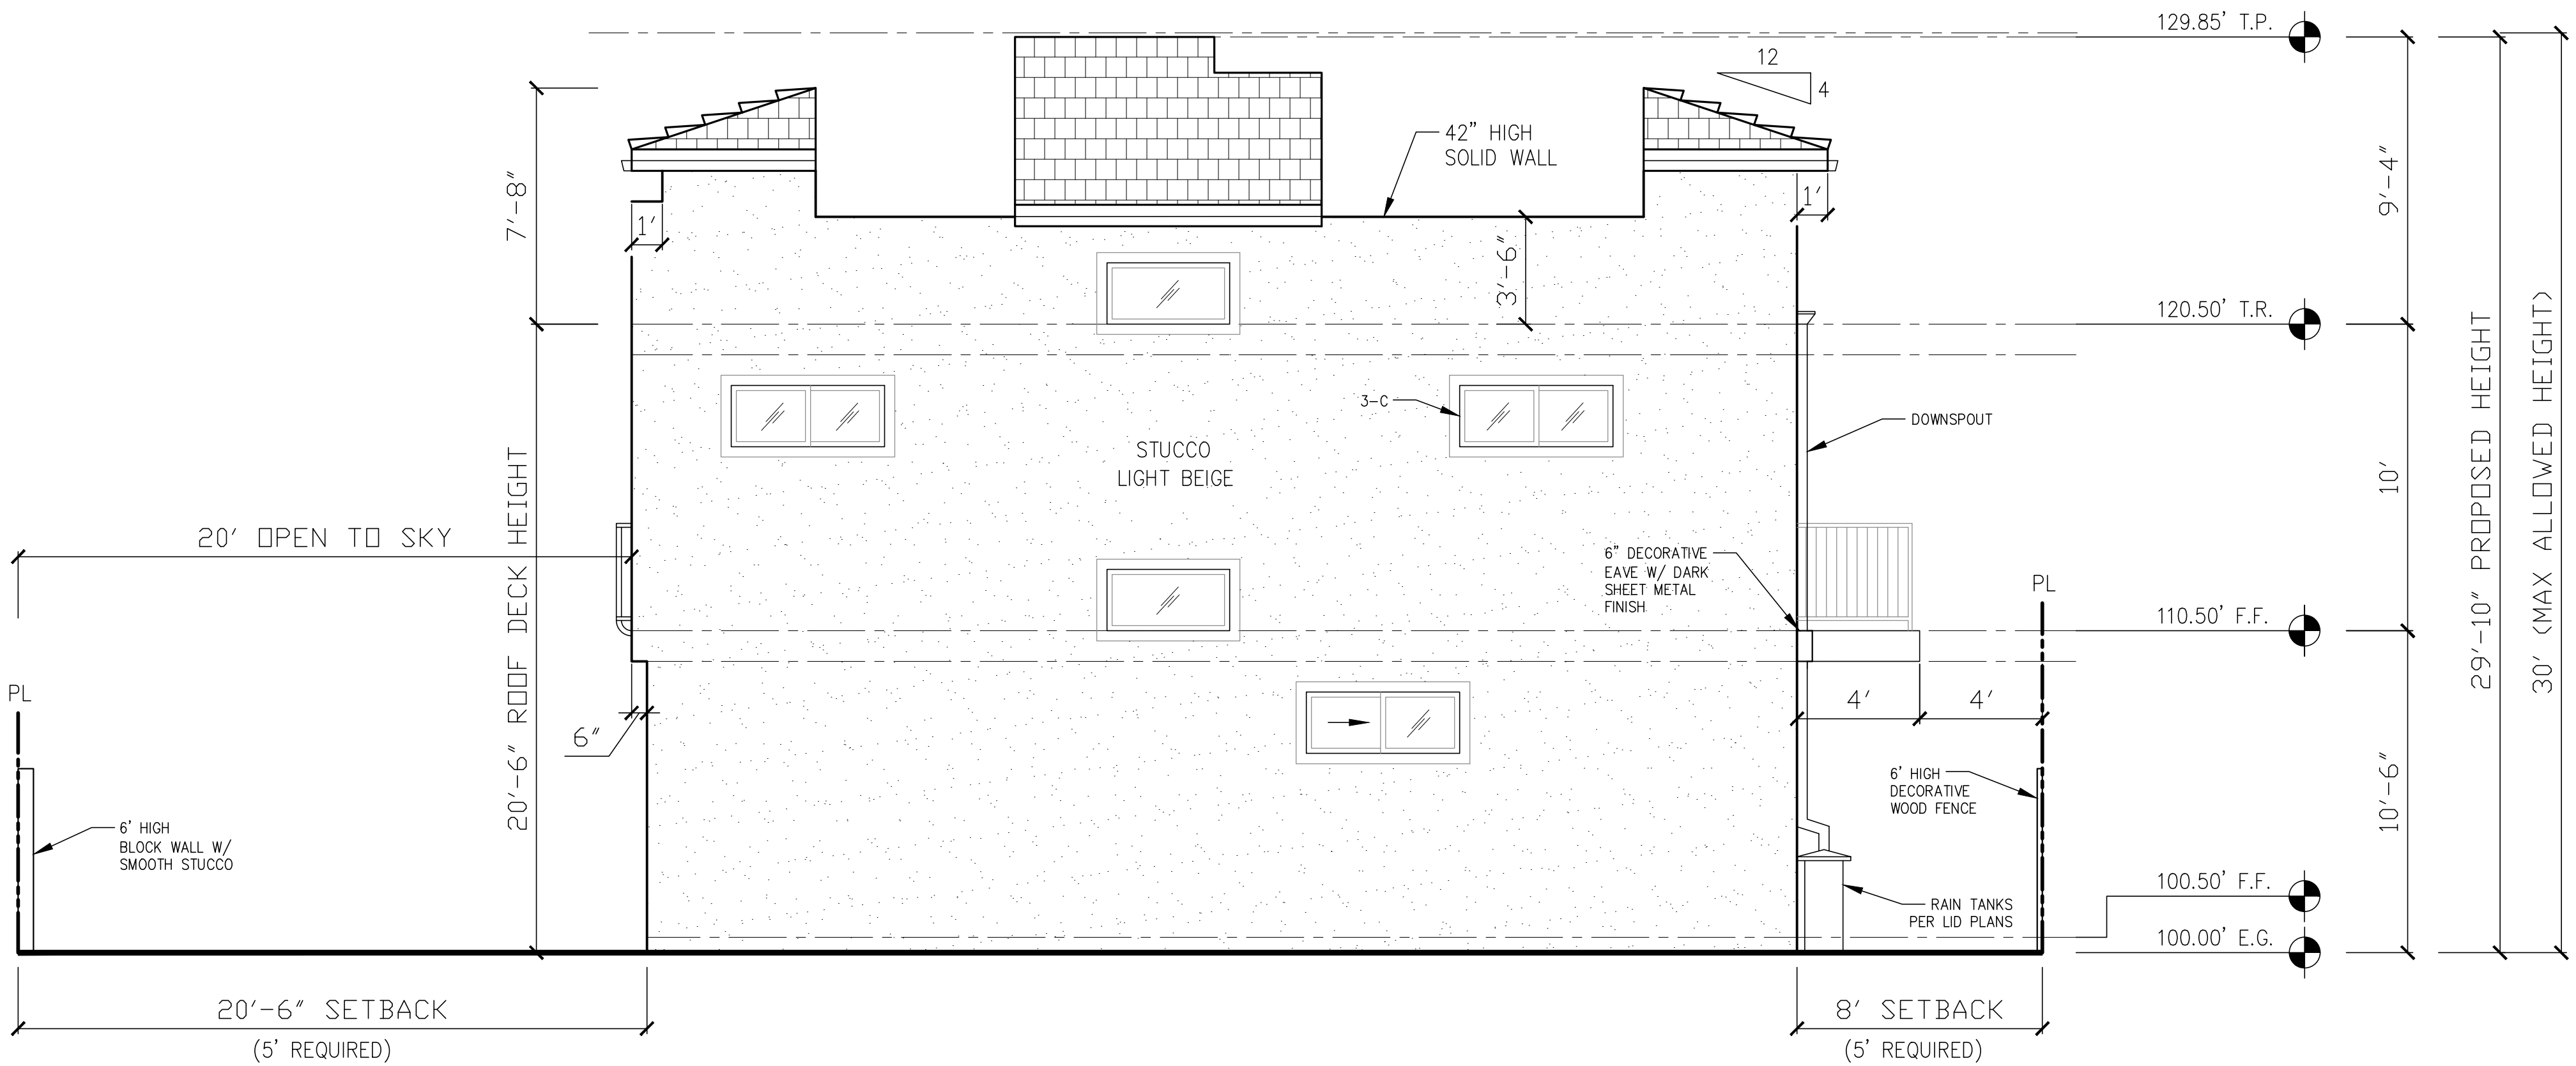 129.85' T.P.
12
4
42" HIGH
SOLID WALL
7'-8"
1'
1'
9'-4"
3'-6"
120.50' T.R.
3-C
DOWNSPOUT
STUCCO
LIGHT BEIGE
10'
20' OPEN TO SKY
20'-6" ROOF DECK HEIGHT
6" DECORATIVE
EAVE W/ DARK
SHEET METAL
FINISH
PL
110.50' F.F.
29'-10" PROPOSED HEIGHT
30' (MAX ALLOWED HEIGHT)
PL
6"
4'
4'
6' HIGH
DECORATIVE
WOOD FENCE
10'-6"
6' HIGH
BLOCK WALL W/
SMOOTH STUCCO
RAIN TANKS
PER LID PLANS
100.50' F.F.
100.00' E.G.
20'-6" SETBACK
(5' REQUIRED)
8' SETBACK
(5' REQUIRED)